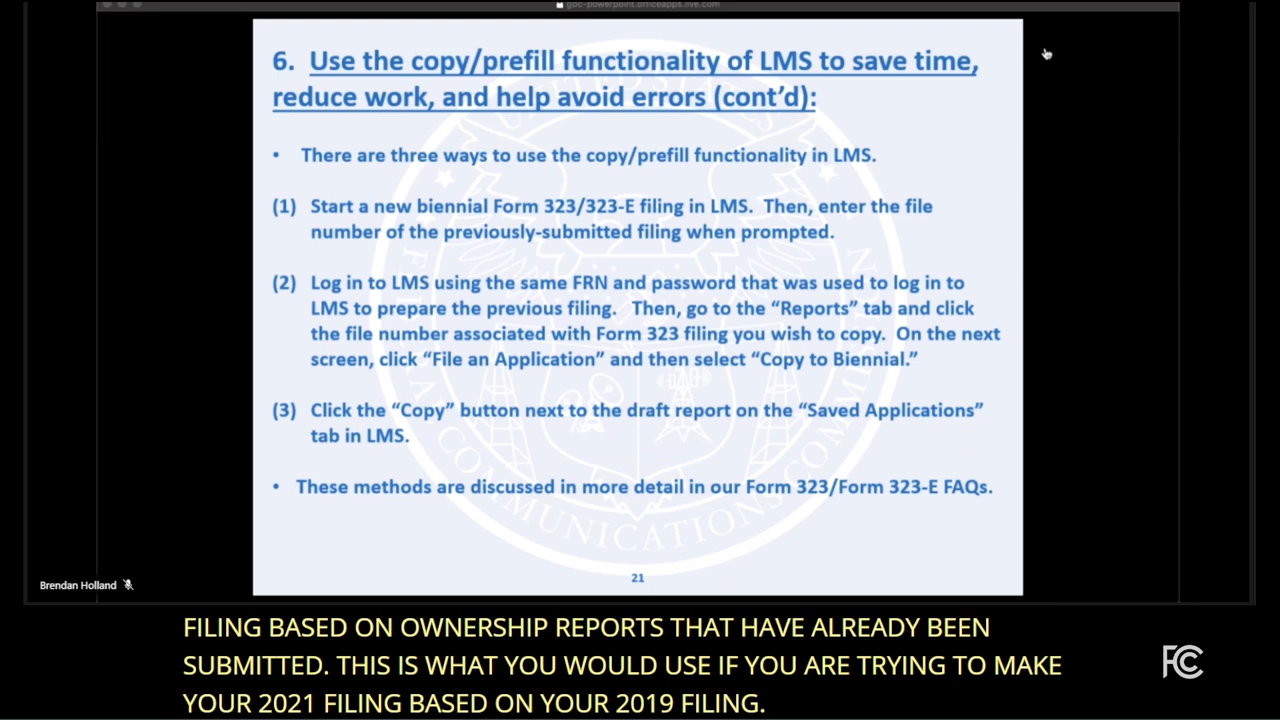 gbc-powerpoint.officeapps.live.com
6. Use the copy/prefill functionality of LMS to save time,
reduce work, and help avoid errors (cont’d):
• There are three ways to use the copy/prefill functionality in LMS.
(1) Start a new biennial Form 323/323-E filing in LMS. Then, enter the file
number of the previously-submitted filing when prompted.
(2) Log in to LMS using the same FRN and password that was used to log in to
LMS to prepare the previous filing. Then, go to the “Reports” tab and click
the file number associated with Form 323 filing you wish to copy. On the next
screen, click “File an Application” and then select “Copy to Biennial.”
(3) Click the “Copy” button next to the draft report on the “Saved Applications”
tab in LMS.
• These methods are discussed in more detail in our Form 323/Form 323-E FAQs.
21
Brendan Holland
FILING BASED ON OWNERSHIP REPORTS THAT HAVE ALREADY BEEN
SUBMITTED. THIS IS WHAT YOU WOULD USE IF YOU ARE TRYING TO MAKE
YOUR 2021 FILING BASED ON YOUR 2019 FILING.
FCC